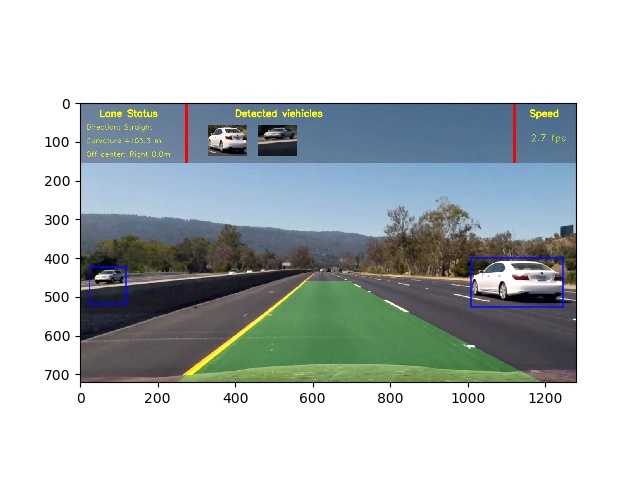 Lane Status
Detected viehicles
Speed
Direction: Straight
Curvature: 4165.3 m
Off center: Right 0.0m
2.7 fps
0
100
200
300
400
500
600
700
0
200
400
600
800
1000
1200